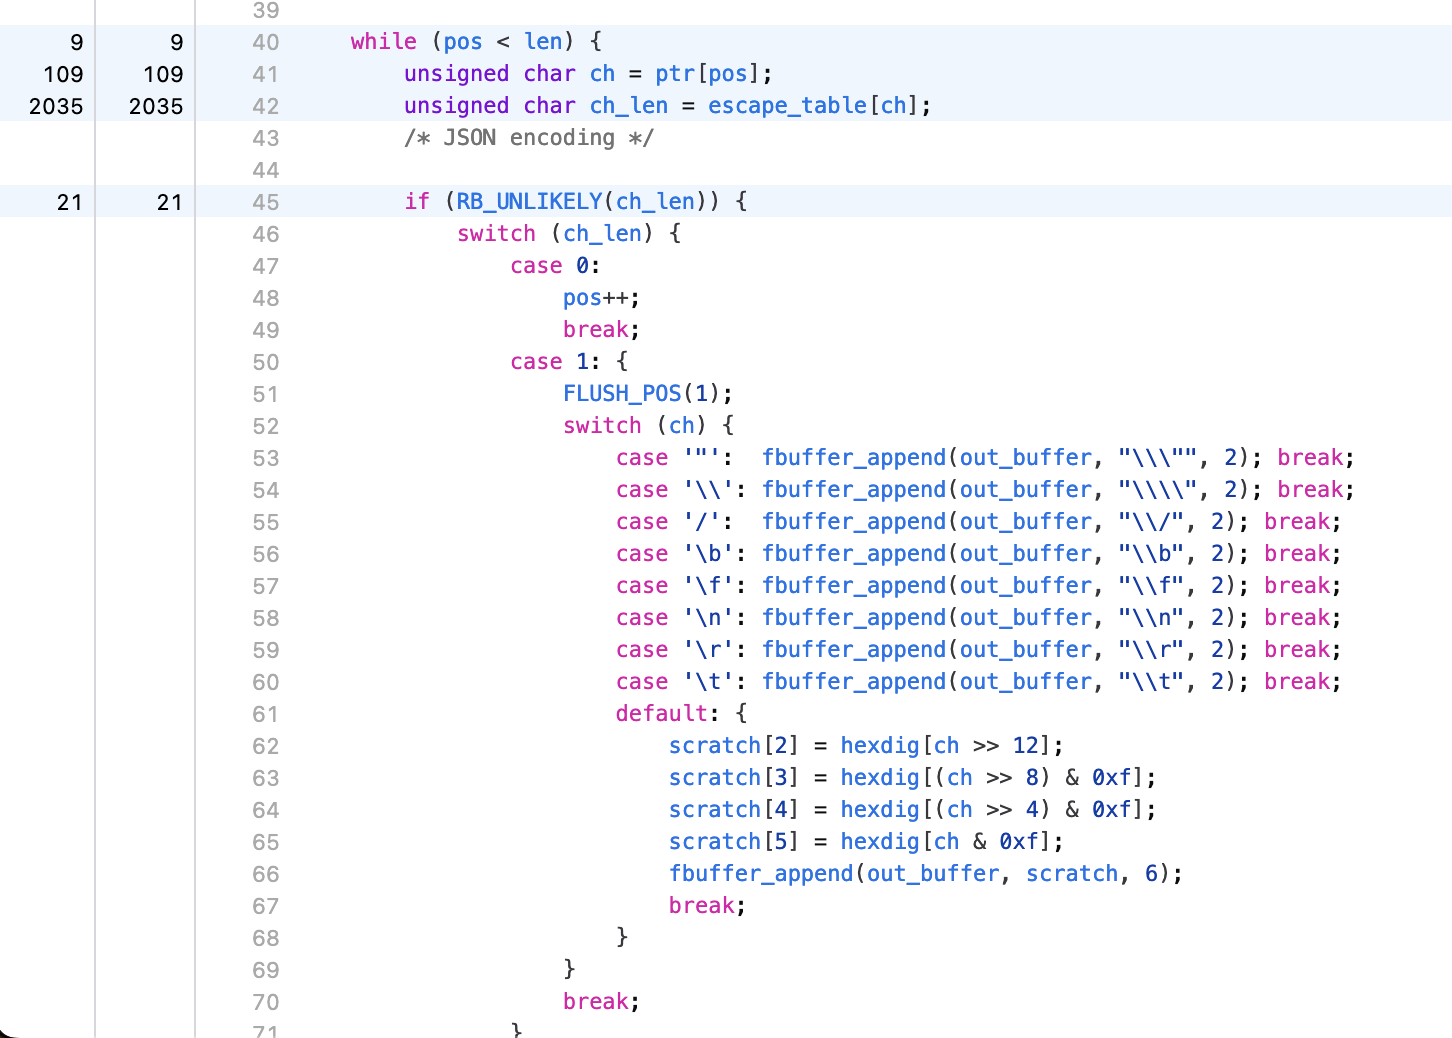 39
9 9 40 while (pos < len) {
109 109 41 unsigned char ch = ptr[pos];
2035 2035 42 unsigned char ch_len = escape_table[ch];
43 /* JSON encoding */
44
21 21 45 if (RB_UNLIKELY(ch_len)) {
46 switch (ch_len) {
47 case 0:
48 pos++;
49 break;
50 case 1: {
51 FLUSH_POS(1);
52 switch (ch) {
53 case '"':  fbuffer_append(out_buffer, "\\\"", 2); break;
54 case '\\': fbuffer_append(out_buffer, "\\\\", 2); break;
55 case '/':  fbuffer_append(out_buffer, "\\/", 2); break;
56 case '\b': fbuffer_append(out_buffer, "\\b", 2); break;
57 case '\f': fbuffer_append(out_buffer, "\\f", 2); break;
58 case '\n': fbuffer_append(out_buffer, "\\n", 2); break;
59 case '\r': fbuffer_append(out_buffer, "\\r", 2); break;
60 case '\t': fbuffer_append(out_buffer, "\\t", 2); break;
61 default: {
62 scratch[2] = hexdig[ch >> 12];
63 scratch[3] = hexdig[(ch >> 8) & 0xf];
64 scratch[4] = hexdig[(ch >> 4) & 0xf];
65 scratch[5] = hexdig[ch & 0xf];
66 fbuffer_append(out_buffer, scratch, 6);
67 break;
68 }
69 }
70 break;
71 }